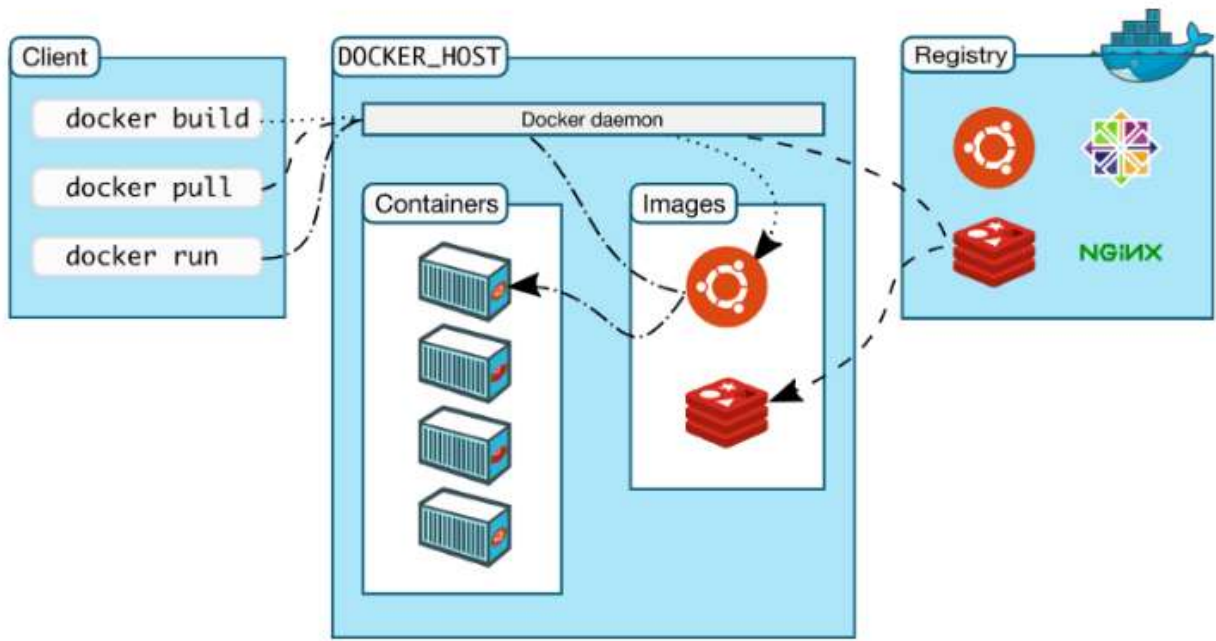 Client
docker build
docker pull
docker run
DOCKER_HOST
Docker daemon
Containers
Images
Registry
NGiNX